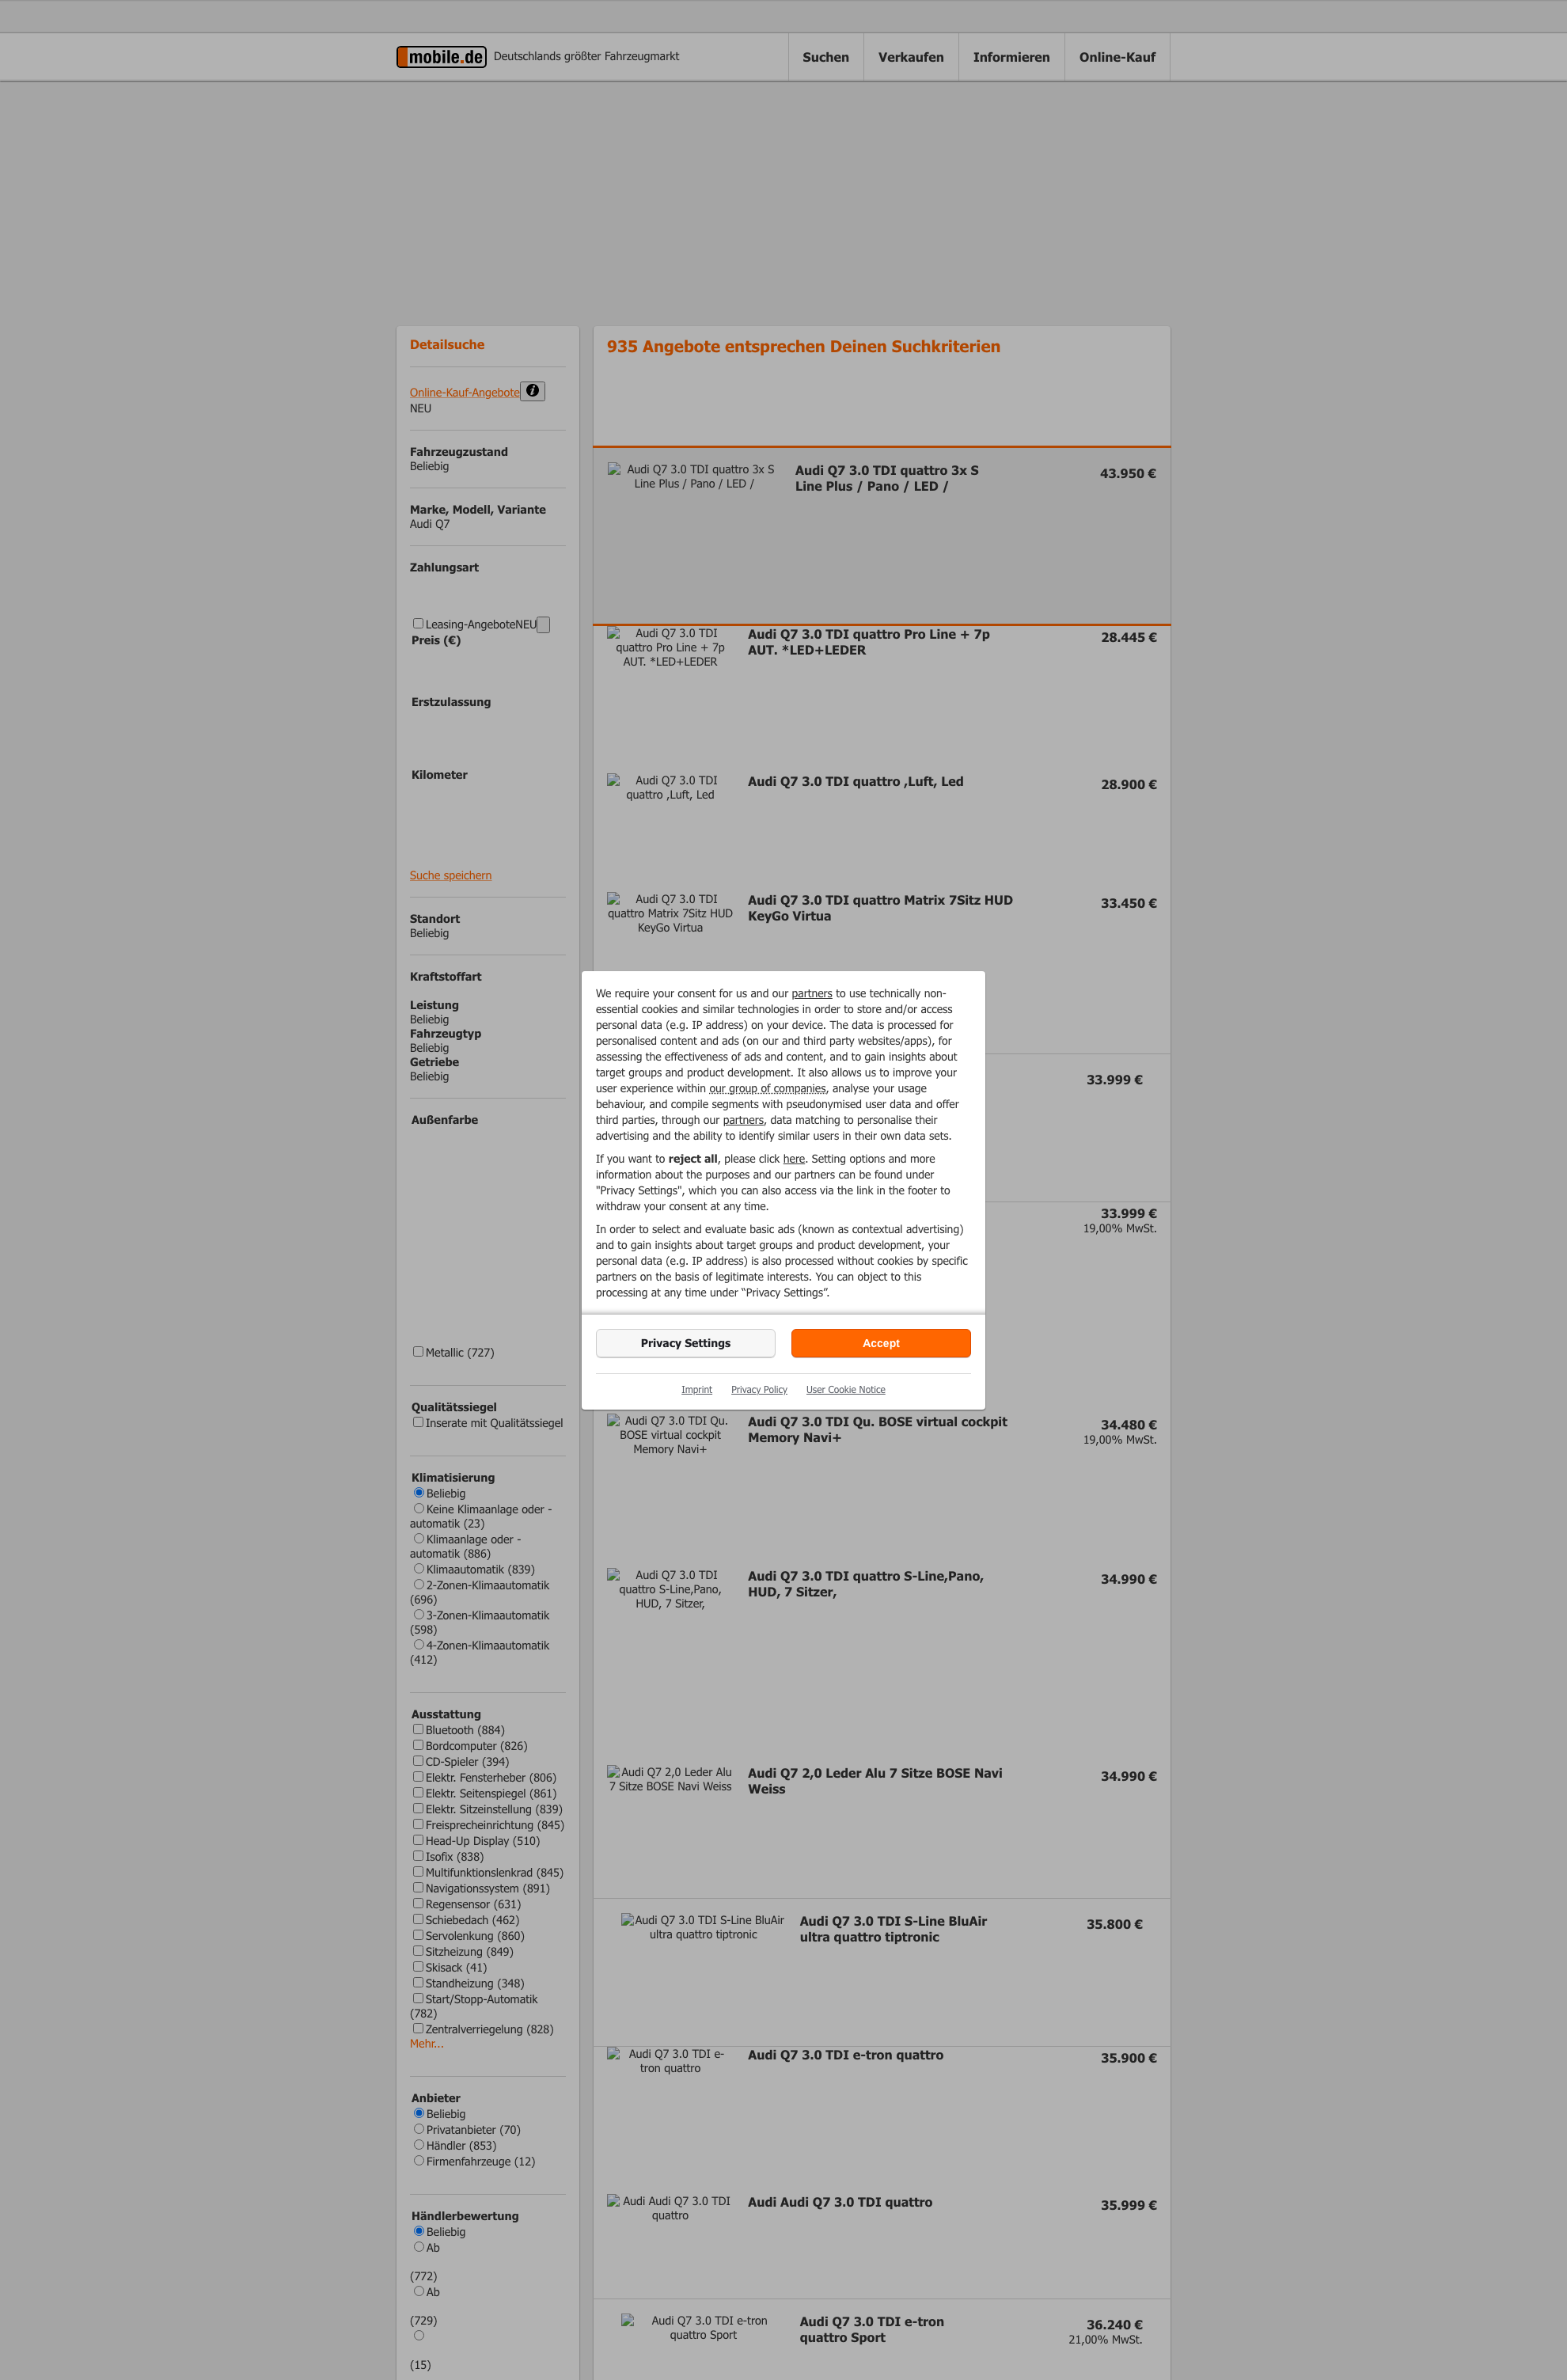 mobile.de Deutschlands größter Fahrzeugmarkt
Suchen Verkaufen Informieren Online-Kauf
Detailsuche
Online-Kauf-Angebote
NEU
Fahrzeugzustand
Beliebig
Marke, Modell, Variante
Audi Q7
Zahlungsart
Leasing-AngeboteNEU
Preis (€)
Erstzulassung
Kilometer
Suche speichern
Standort
Beliebig
Kraftstoffart
Leistung
Beliebig
Fahrzeugtyp
Beliebig
Getriebe
Beliebig
Außenfarbe
Metallic (727)
Qualitätssiegel
Inserate mit Qualitätssiegel
Klimatisierung
Beliebig
Keine Klimaanlage oder -
automatik (23)
Klimaanlage oder -
automatik (886)
Klimaautomatik (839)
2-Zonen-Klimaautomatik
(696)
3-Zonen-Klimaautomatik
(598)
4-Zonen-Klimaautomatik
(412)
Ausstattung
Bluetooth (884)
Bordcomputer (826)
CD-Spieler (394)
Elektr. Fensterheber (806)
Elektr. Seitenspiegel (861)
Elektr. Sitzeinstellung (839)
Freisprecheinrichtung (845)
Head-Up Display (510)
Isofix (838)
Multifunktionslenkrad (845)
Navigationssystem (891)
Regensensor (631)
Schiebedach (462)
Servolenkung (860)
Sitzheizung (849)
Skisack (41)
Standheizung (348)
Start/Stopp-Automatik
(782)
Zentralverriegelung (828)
Mehr...
Anbieter
Beliebig
Privatanbieter (70)
Händler (853)
Firmenfahrzeuge (12)
Händlerbewertung
Beliebig
Ab
(772)
Ab
(729)
(15)
935 Angebote entsprechen Deinen Suchkriterien
Audi Q7 3.0 TDI quattro 3x S
Line Plus / Pano / LED /
Audi Q7 3.0 TDI quattro 3x S
Line Plus / Pano / LED /
43.950 €
Audi Q7 3.0 TDI
quattro Pro Line + 7p
AUT. *LED+LEDER
Audi Q7 3.0 TDI quattro Pro Line + 7p
AUT. *LED+LEDER
28.445 €
Audi Q7 3.0 TDI
quattro ,Luft, Led
Audi Q7 3.0 TDI quattro ,Luft, Led
28.900 €
Audi Q7 3.0 TDI
quattro Matrix 7Sitz HUD
KeyGo Virtua
Audi Q7 3.0 TDI quattro Matrix 7Sitz HUD
KeyGo Virtua
33.450 €
33.999 €
33.999 €
19,00% MwSt.
We require your consent for us and our partners to use technically non-
essential cookies and similar technologies in order to store and/or access
personal data (e.g. IP address) on your device. The data is processed for
personalised content and ads (on our and third party websites/apps), for
assessing the effectiveness of ads and content, and to gain insights about
target groups and product development. It also allows us to improve your
user experience within our group of companies, analyse your usage
behaviour, and compile segments with pseudonymised user data and offer
third parties, through our partners, data matching to personalise their
advertising and the ability to identify similar users in their own data sets.
If you want to reject all, please click here. Setting options and more
information about the purposes and our partners can be found under
"Privacy Settings", which you can also access via the link in the footer to
withdraw your consent at any time.
In order to select and evaluate basic ads (known as contextual advertising)
and to gain insights about target groups and product development, your
personal data (e.g. IP address) is also processed without cookies by specific
partners on the basis of legitimate interests. You can object to this
processing at any time under “Privacy Settings”.
Privacy Settings Accept
Imprint Privacy Policy User Cookie Notice
Audi Q7 3.0 TDI Qu.
BOSE virtual cockpit
Memory Navi+
Audi Q7 3.0 TDI Qu. BOSE virtual cockpit
Memory Navi+
34.480 €
19,00% MwSt.
Audi Q7 3.0 TDI
quattro S-Line,Pano,
HUD, 7 Sitzer,
Audi Q7 3.0 TDI quattro S-Line,Pano,
HUD, 7 Sitzer,
34.990 €
Audi Q7 2,0 Leder Alu
7 Sitze BOSE Navi Weiss
Audi Q7 2,0 Leder Alu 7 Sitze BOSE Navi
Weiss
34.990 €
Audi Q7 3.0 TDI S-Line BluAir
ultra quattro tiptronic
Audi Q7 3.0 TDI S-Line BluAir
ultra quattro tiptronic
35.800 €
Audi Q7 3.0 TDI e-
tron quattro
Audi Q7 3.0 TDI e-tron quattro
35.900 €
Audi Audi Q7 3.0 TDI
quattro
Audi Audi Q7 3.0 TDI quattro
35.999 €
Audi Q7 3.0 TDI e-tron
quattro Sport
Audi Q7 3.0 TDI e-tron
quattro Sport
36.240 €
21,00% MwSt.